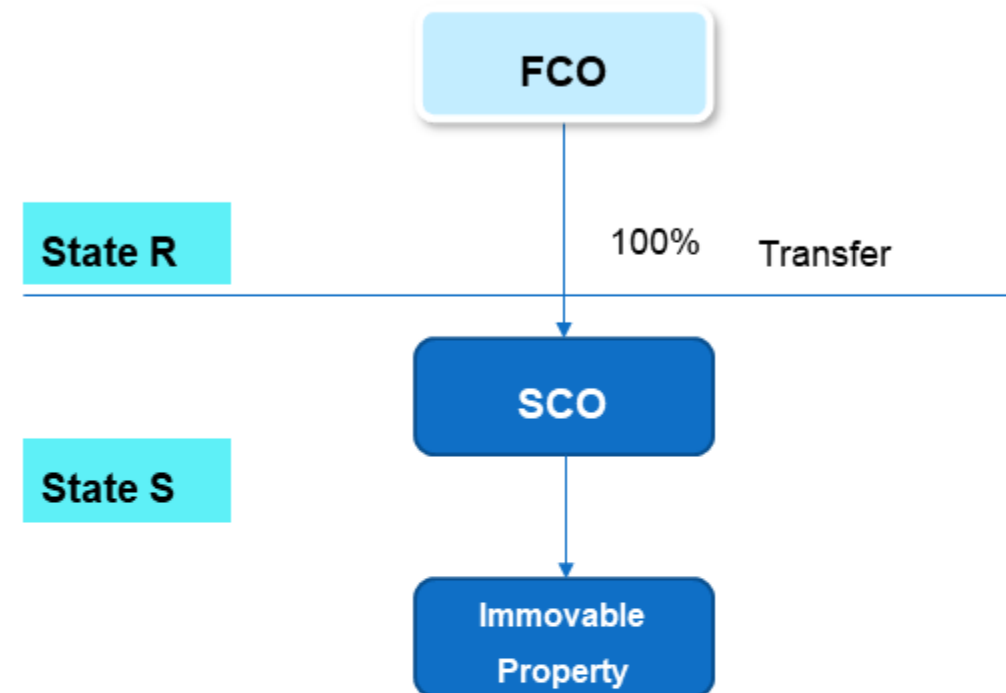 FCO
State R
100%
Transfer
SCO
State S
Immovable
Property